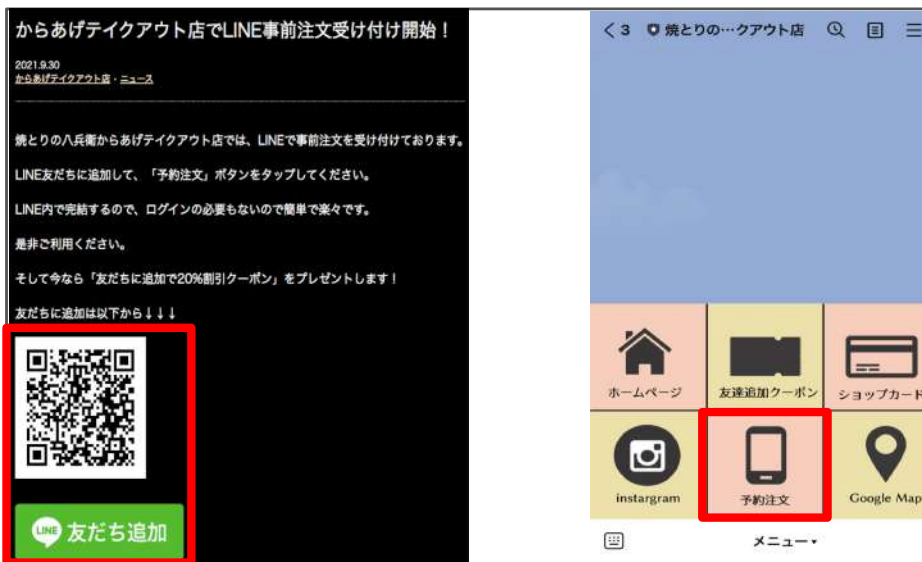 からあげテイクアウト店でLINE事前注文受け付け開始！
2021.9.30
からあげテイクアウト店・ニュース
焼とりの八兵衛からあげテイクアウト店では、LINEで事前注文を受け付けております。
LINE友だちに追加して、「予約注文」ボタンをタップしてください。
LINE内で完結するので、ログインの必要もないので簡単で楽々です。
是非ご利用ください。
そして今なら「友だちに追加で20%割引クーポン」をプレゼントします！
友だちに追加は以下から↓↓↓
LINE 友だち追加
< 3 焼とりの…クアウト店
ホームページ 友達追加クーポン ショップカード
instargram 予約注文 Google Map
メニュー▾